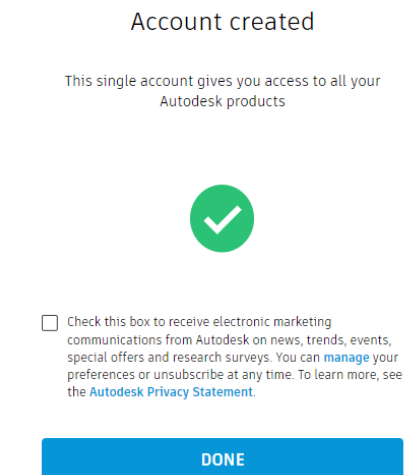 Account created
This single account gives you access to all your
Autodesk products
Check this box to receive electronic marketing
communications from Autodesk on news, trends, events,
special offers and research surveys. You can manage your
preferences or unsubscribe at any time. To learn more, see
the Autodesk Privacy Statement.
DONE